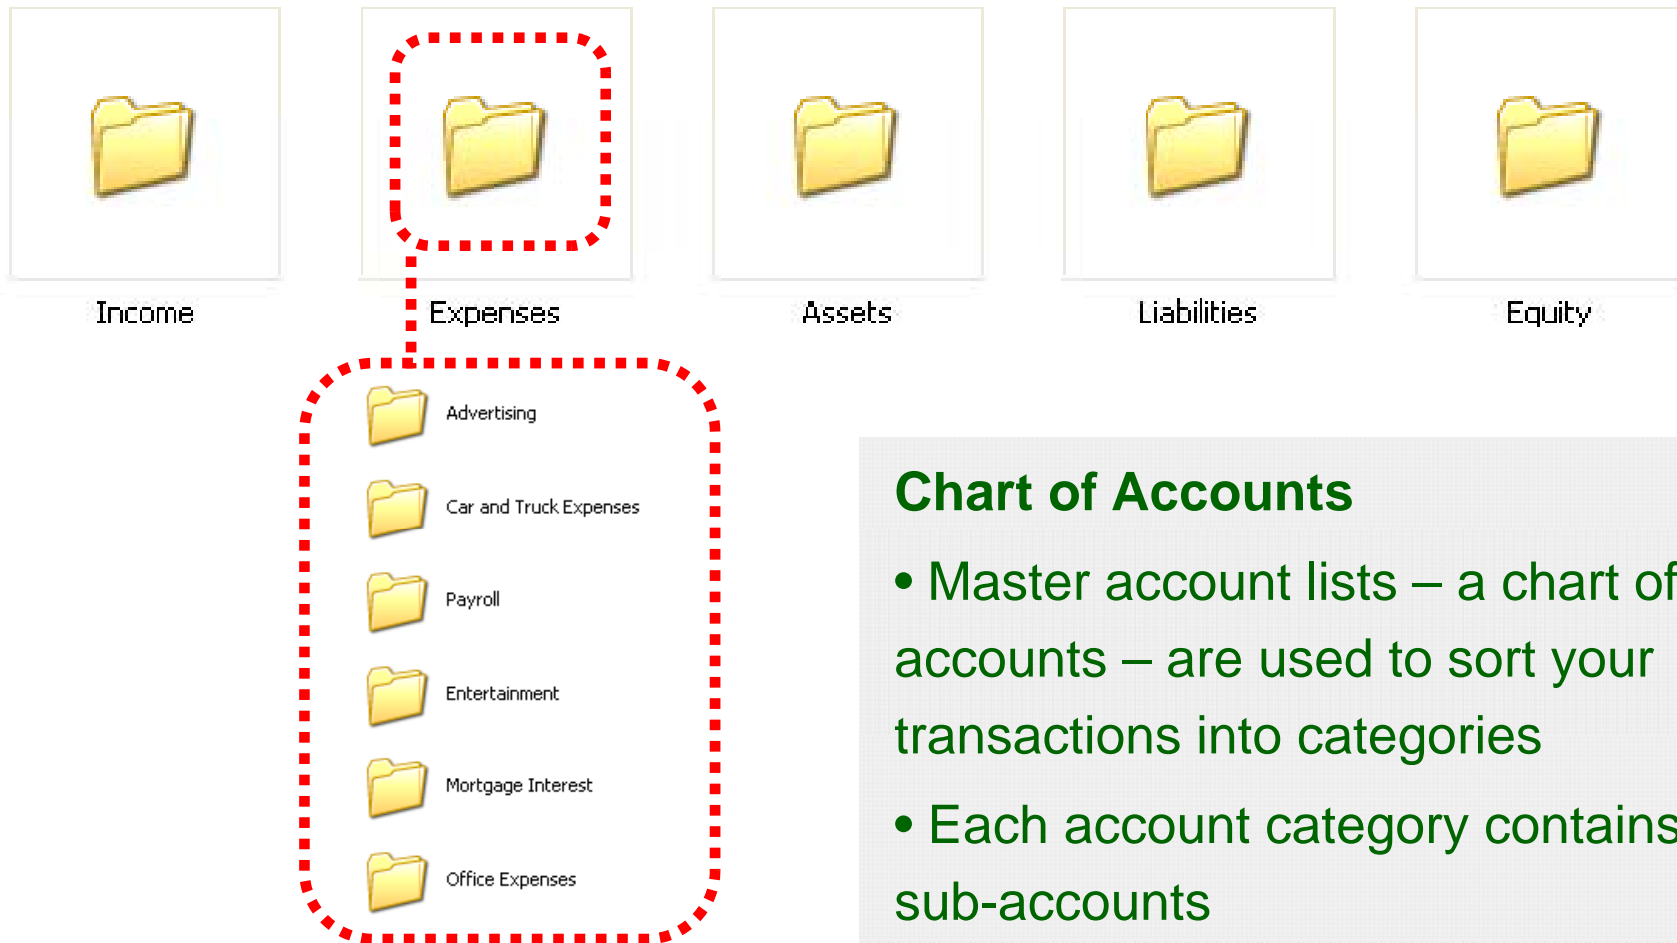 Income
Expenses
Assets
Liabilities
Equity
Advertising
Car and Truck Expenses
Payroll
Entertainment
Mortgage Interest
Office Expenses
Chart of Accounts
• Master account lists – a chart of
accounts – are used to sort your
transactions into categories
• Each account category contains
sub-accounts